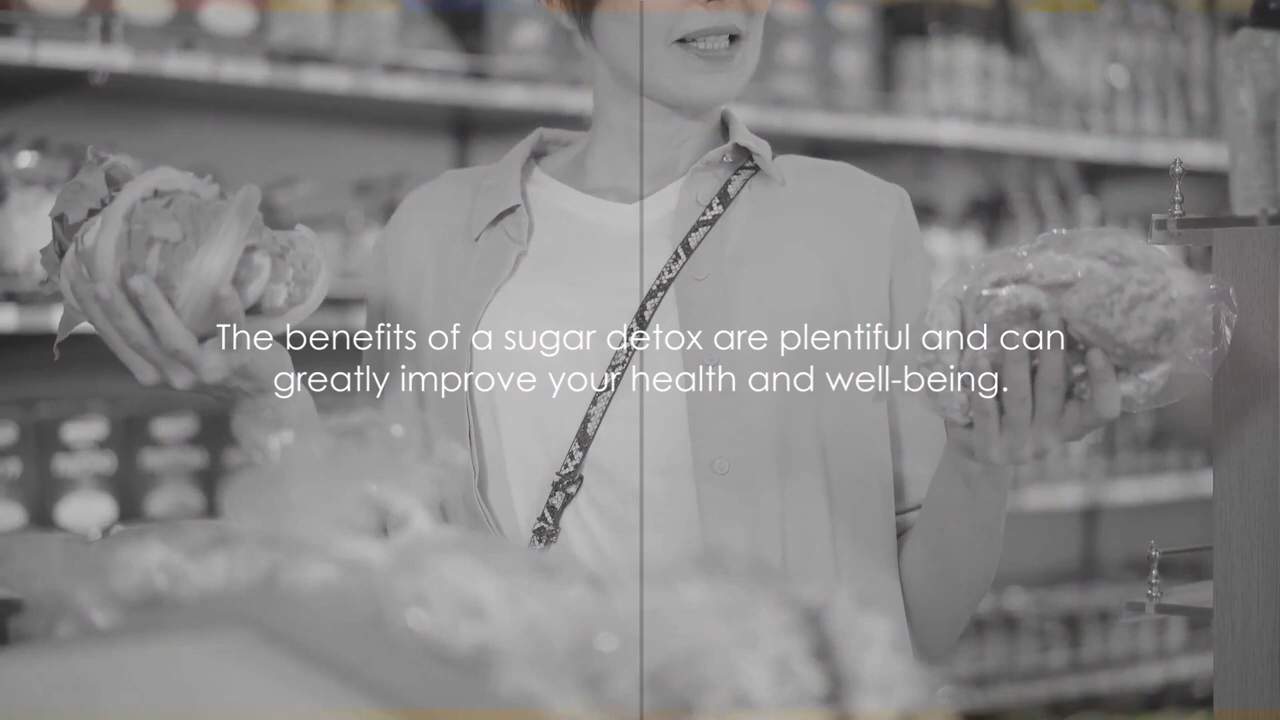 The benefits of a sugar detox are plentiful and can
greatly improve your health and well-being.